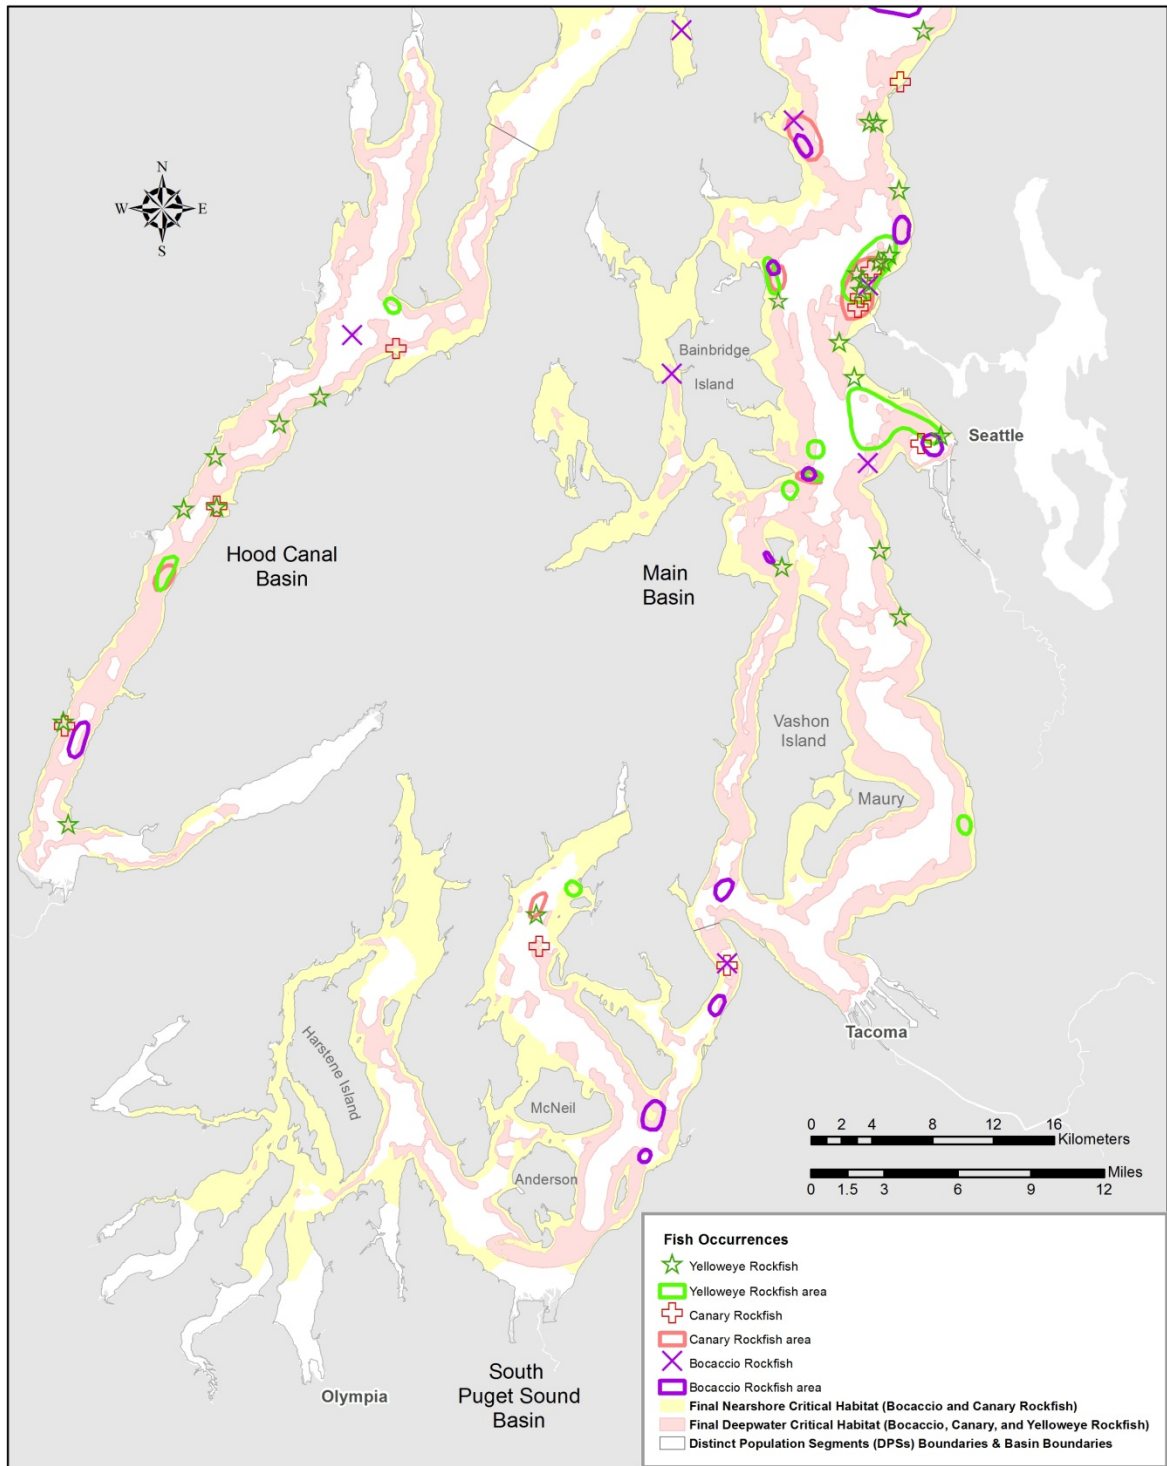 N
W
E
S
Bainbridge
Island
Seattle
Hood Canal
Basin
Main
Basin
Vashon
Island
Maury
Harstene Island
Tacoma
McNeil
Anderson
0 2 4 8 12 16
Kilometers
Miles
0 1.5 3 6 9 12
South
Puget Sound
Basin
Olympia
Fish Occurrences
Yelloweye Rockfish
Yelloweye Rockfish area
Canary Rockfish
Canary Rockfish area
Bocaccio Rockfish
Bocaccio Rockfish area
Final Nearshore Critical Habitat (Bocaccio and Canary Rockfish)
Final Deepwater Critical Habitat (Bocaccio, Canary, and Yelloweye Rockfish)
Distinct Population Segments (DPSs) Boundaries & Basin Boundaries